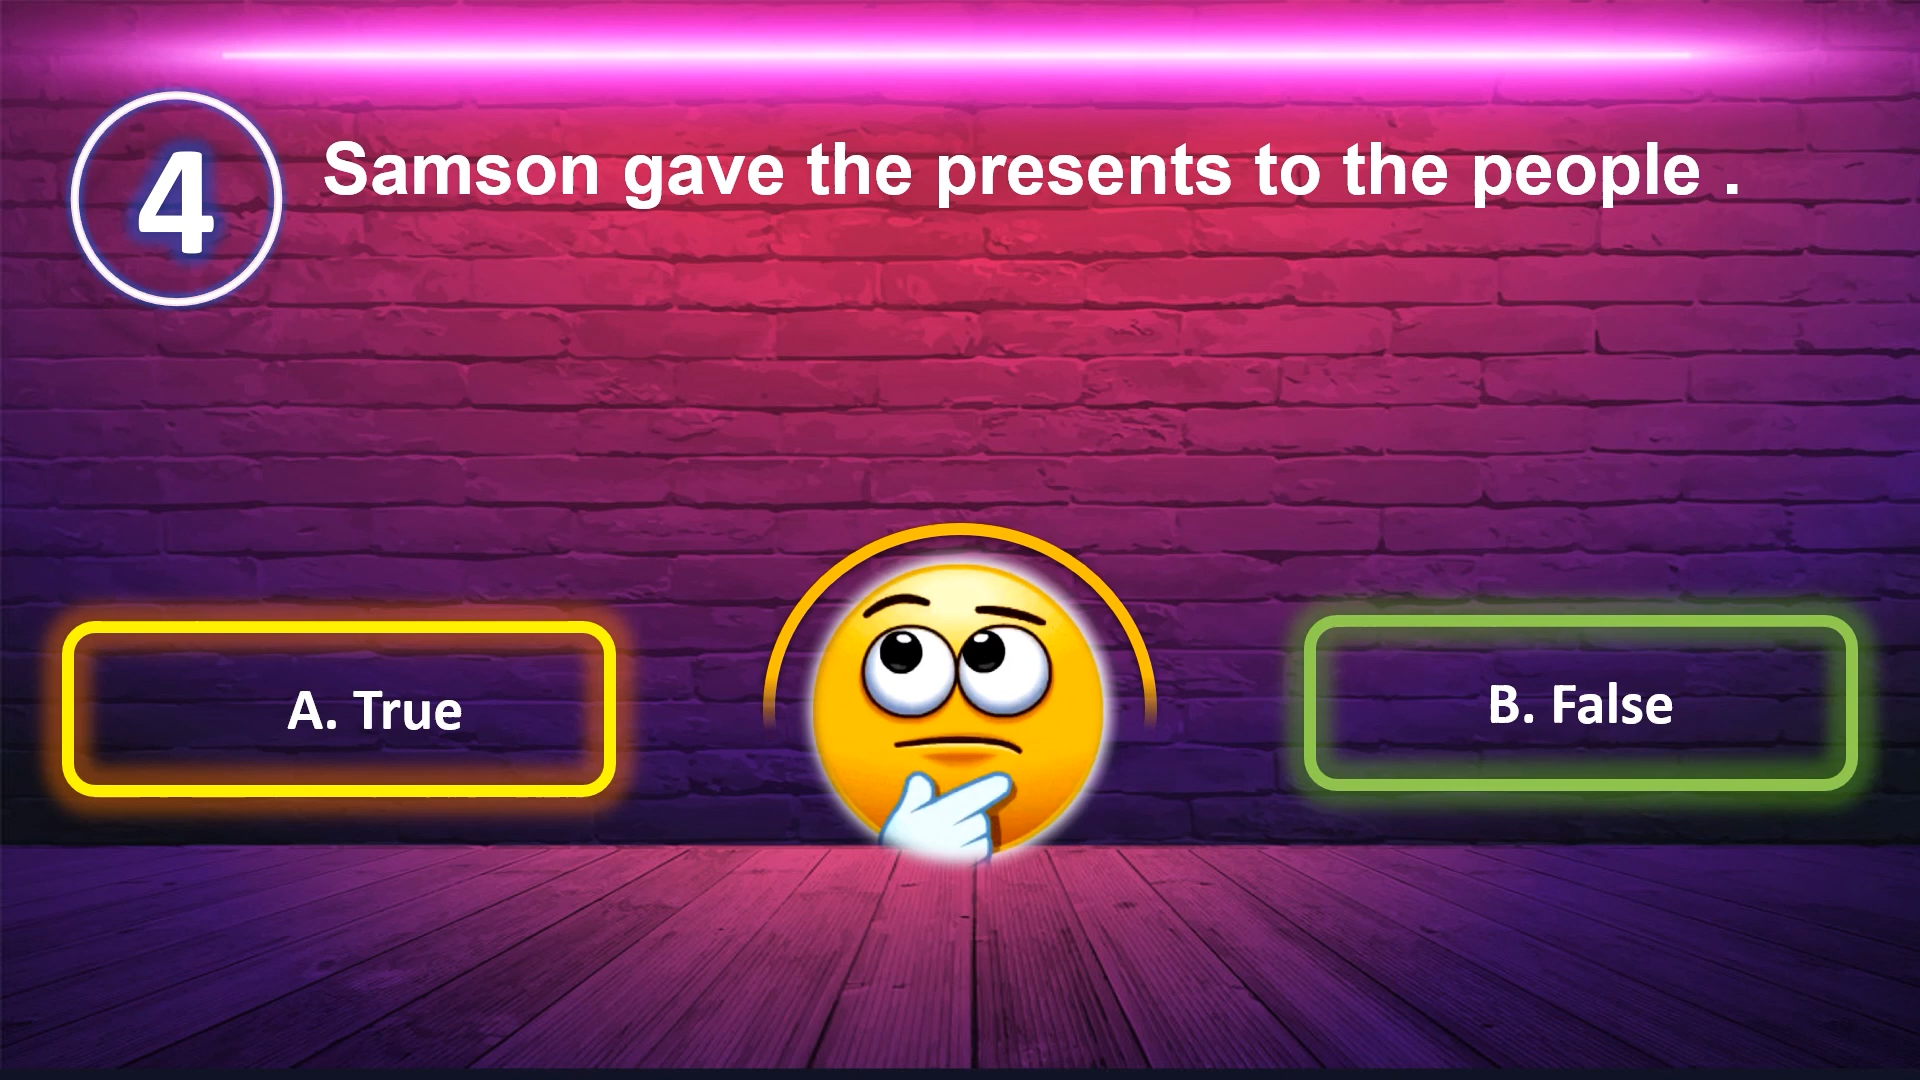 4
Samson gave the presents to the people .
A. True
B. False